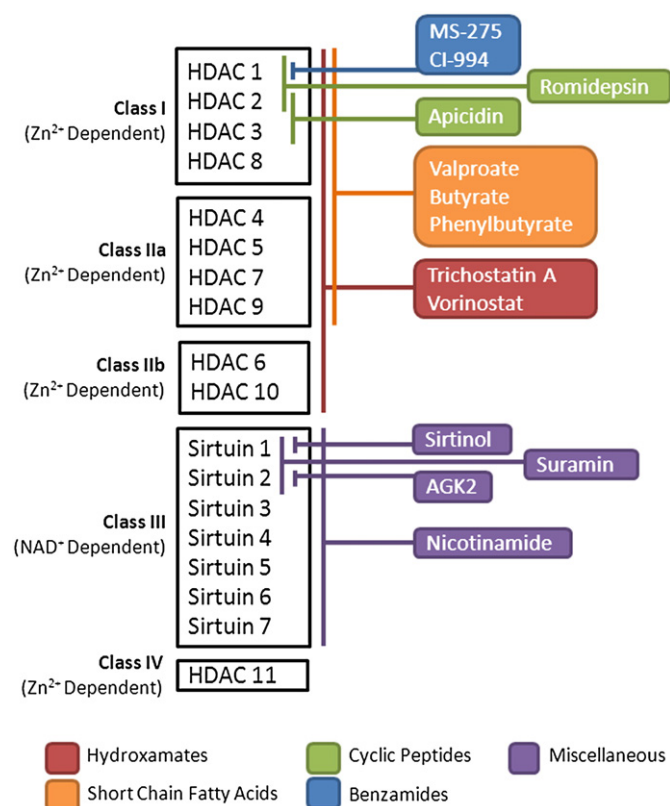 MS-275
CI-994
Romidepsin
Apicidin
Valproate
Butyrate
Phenylbutyrate
Trichostatin A
Vorinostat
Class I
(Zn²⁺ Dependent)
HDAC 1
HDAC 2
HDAC 3
HDAC 8
Class IIa
(Zn²⁺ Dependent)
HDAC 4
HDAC 5
HDAC 7
HDAC 9
Class IIb
(Zn²⁺ Dependent)
HDAC 6
HDAC 10
Class III
(NAD⁺ Dependent)
Sirtuin 1
Sirtuin 2
Sirtuin 3
Sirtuin 4
Sirtuin 5
Sirtuin 6
Sirtuin 7
Sirtinol
Suramin
AGK2
Nicotinamide
Class IV
(Zn²⁺ Dependent)
HDAC 11
Hydroxamates
Cyclic Peptides
Miscellaneous
Short Chain Fatty Acids
Benzamides